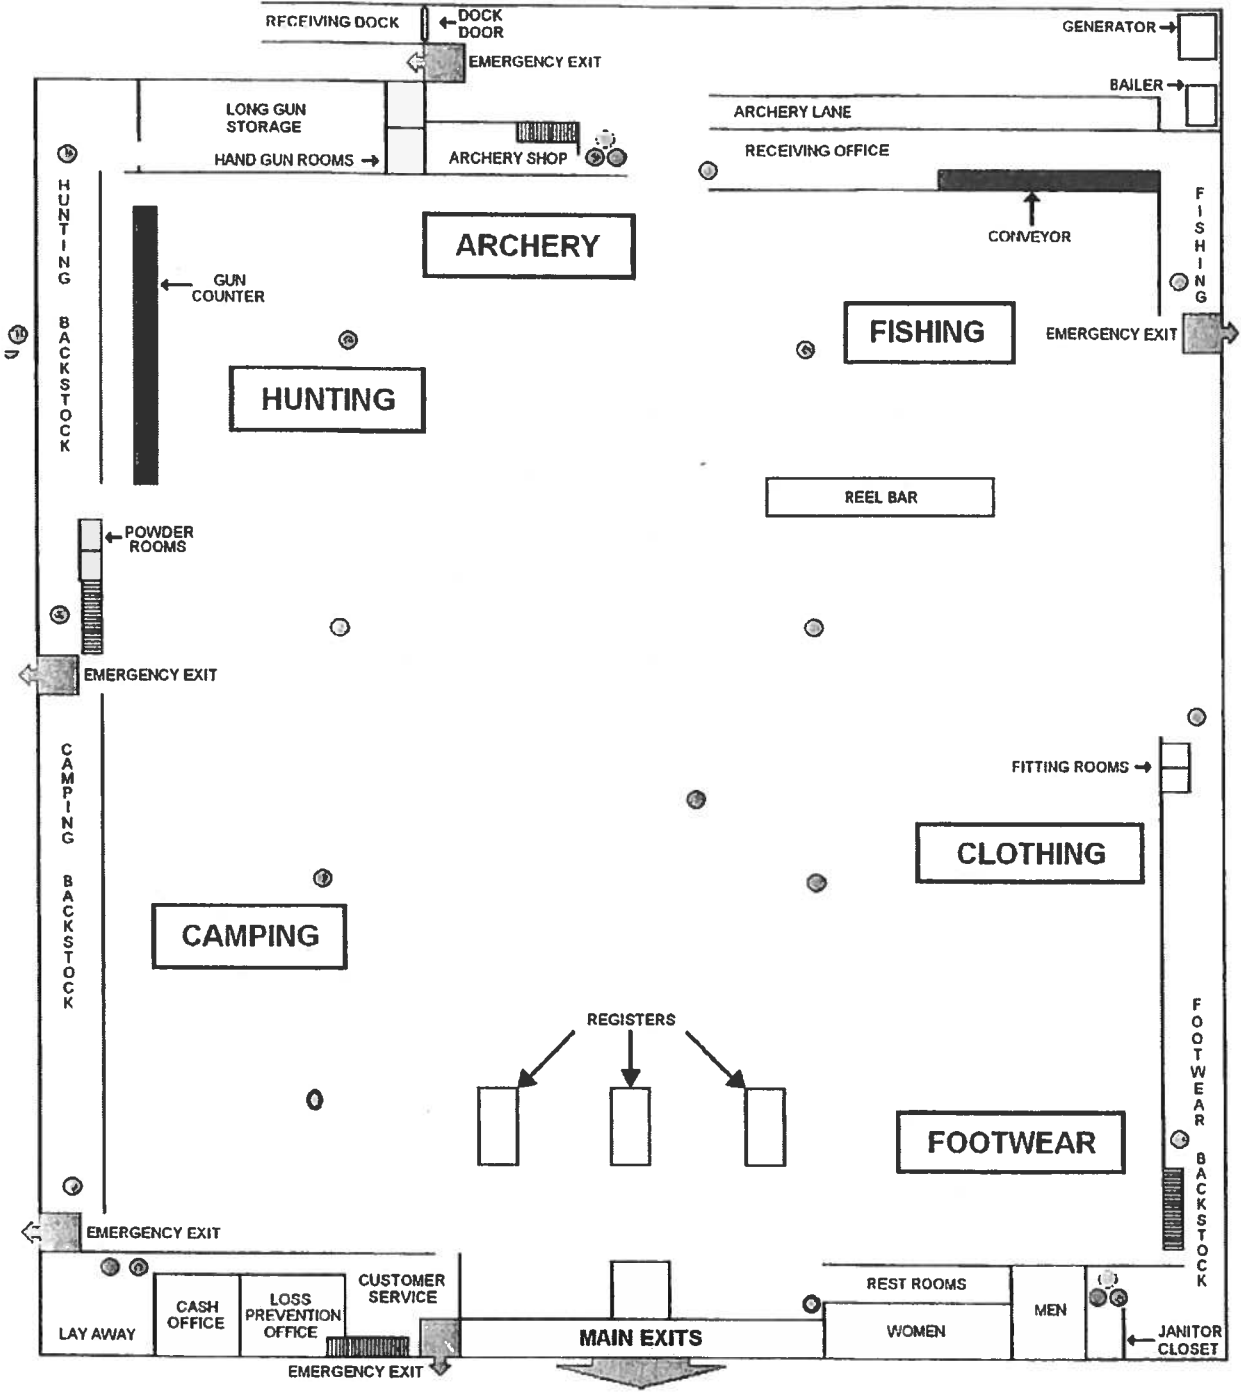 RECEIVING DOCK
DOCK
DOOR
GENERATOR
EMERGENCY EXIT
BAILER
LONG GUN
STORAGE
ARCHERY LANE
HAND GUN ROOMS
ARCHERY SHOP
RECEIVING OFFICE
HUNTING BACKSTOCK
FISHING
CONVEYOR
ARCHERY
GUN
COUNTER
FISHING
EMERGENCY EXIT
HUNTING
REEL BAR
POWDER
ROOMS
EMERGENCY EXIT
CAMPING BACKSTOCK
FITTING ROOMS
CLOTHING
CAMPING
REGISTERS
FOOTWEAR BACKSTOCK
FOOTWEAR
EMERGENCY EXIT
CUSTOMER
SERVICE
REST ROOMS
CASH
OFFICE
LOSS
PREVENTION
OFFICE
MEN
LAY AWAY
MAIN EXITS
WOMEN
JANITOR
CLOSET
EMERGENCY EXIT